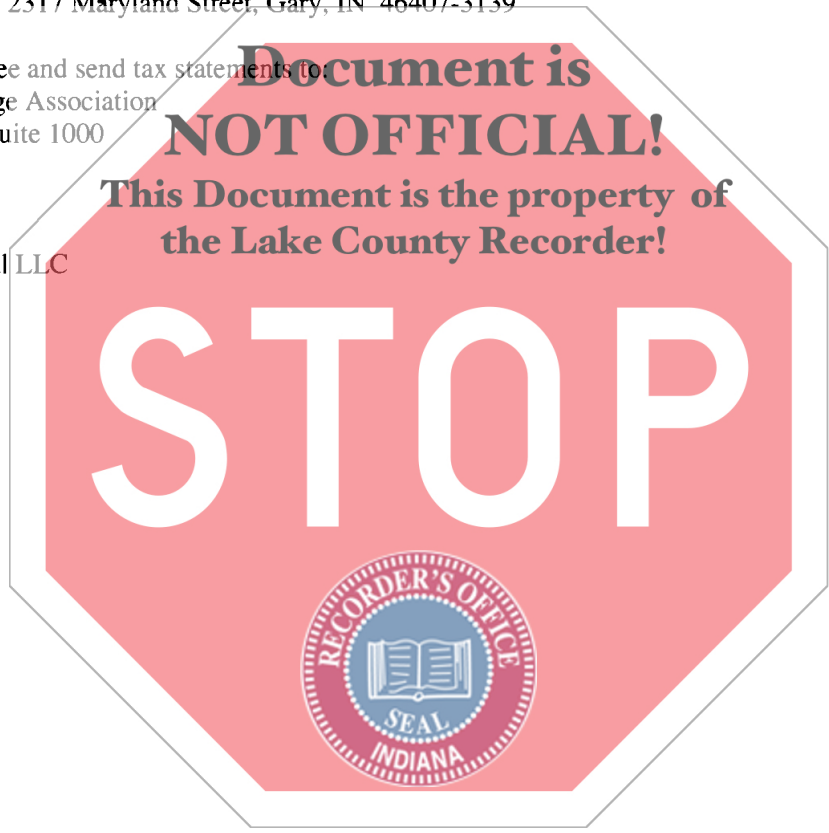 2317 Maryland Street, Gary, IN 46407-3139
Document is
ee and send tax statements to:
ge Association
NOT OFFICIAL!
uite 1000
This Document is the property of
the Lake County Recorder!
l LLC
STOP
RECORDER'S OFFICE
SEAL
INDIANA